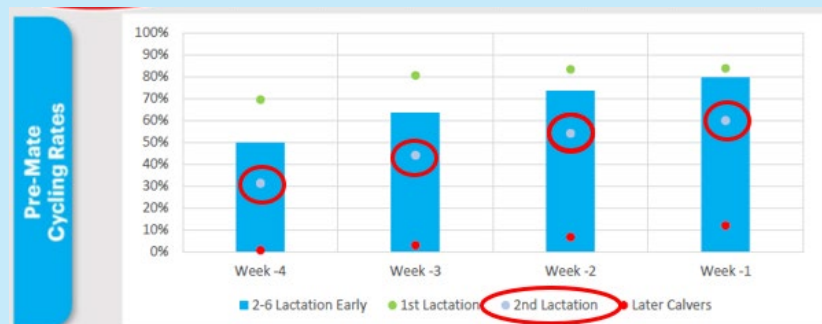 Pre-Mate
Cycling Rates
100%
90%
80%
70%
60%
50%
40%
30%
20%
10%
0%
Week -4 Week -3 Week -2 Week -1
2-6 Lactation Early 1st Lactation 2nd Lactation Later Calvers